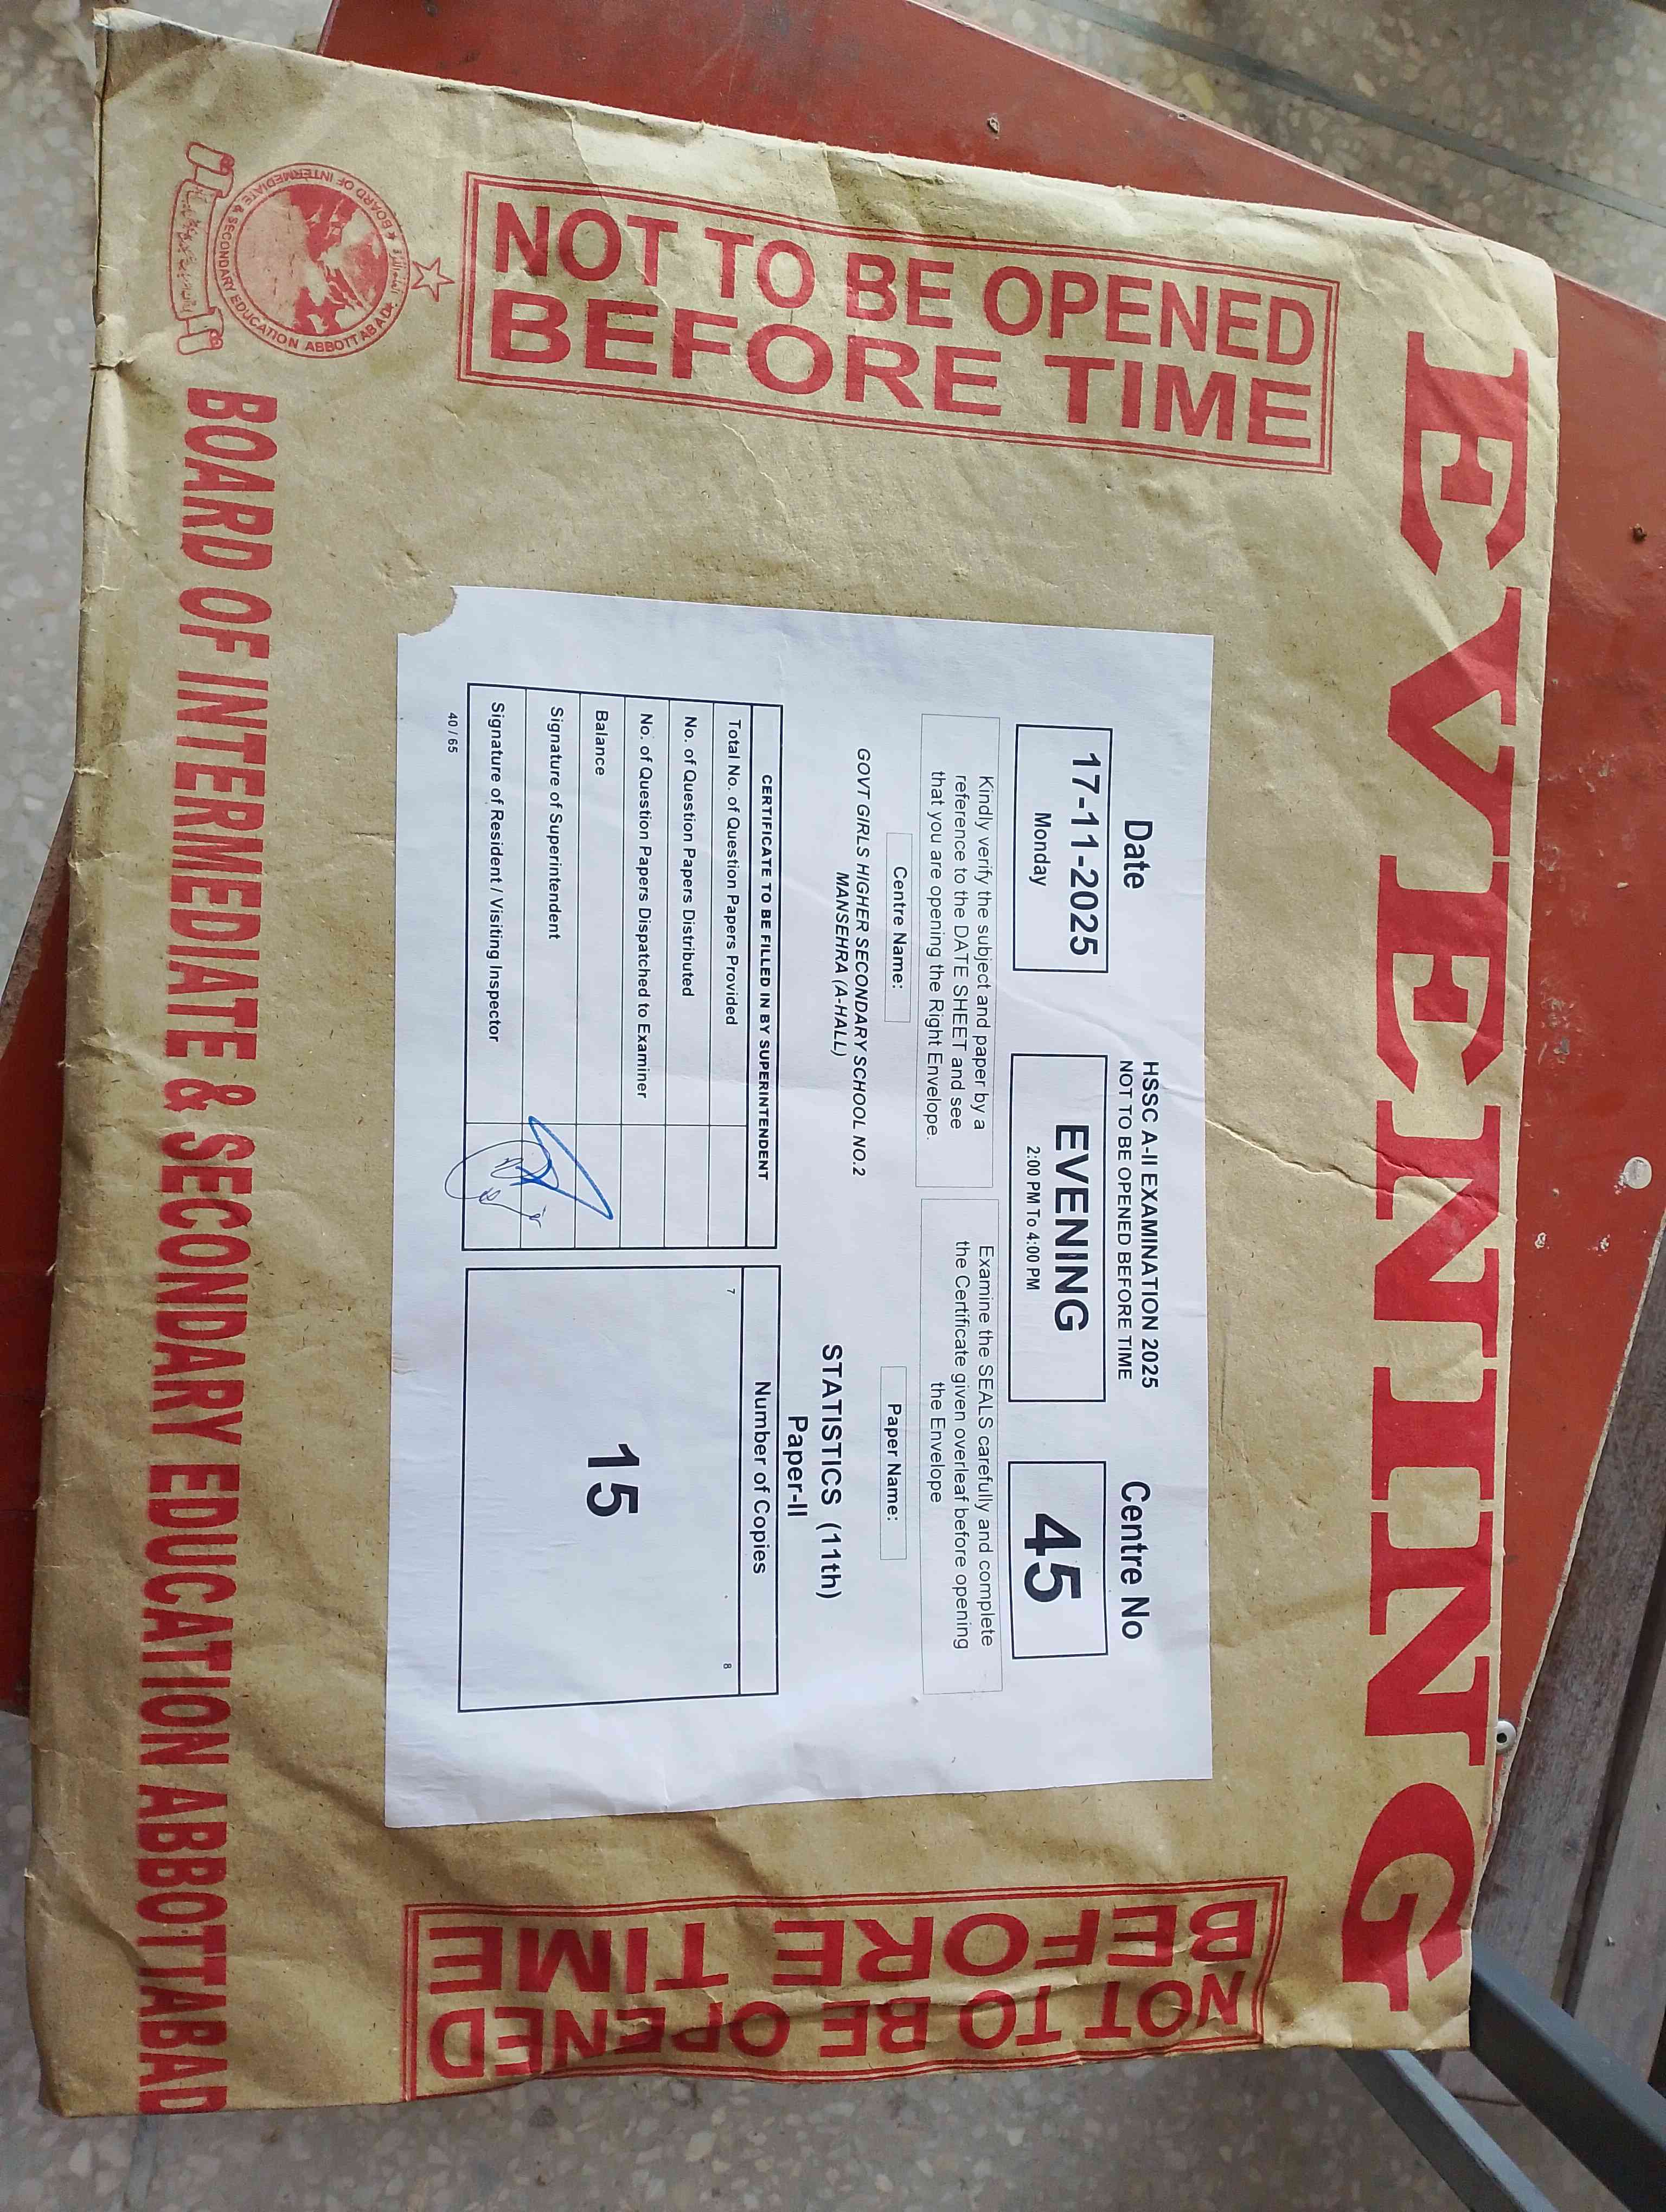 EVENING
NOT TO BE OPENED
BEFORE TIME
Date
17-11-2025
Monday
HSSC A-II EXAMINATION 2025
NOT TO BE OPENED BEFORE TIME
EVENING
2:00 PM To 4:00 PM
Centre No
45
Kindly verify the subject and paper by a
reference to the DATE SHEET and see
that you are opening the Right Envelope.
Examine the SEALS carefully and complete
the Certificate given overleaf before opening
the Envelope
Centre Name:
GOVT GIRLS HIGHER SECONDARY SCHOOL NO.2
MANSEHRA (A-HALL)
Paper Name:
STATISTICS (11th)
Paper-II
CERTIFICATE TO BE FILLED IN BY SUPERINTENDENT
Total No. of Question Papers Provided
No. of Question Papers Distributed
No. of Question Papers Dispatched to Examiner
Balance
Signature of Superintendent
Signature of Resident / Visiting Inspector
Number of Copies
7
8
15
40 / 65
NOT TO BE OPENED
BEFORE TIME
BOARD OF INTERMEDIATE & SECONDARY EDUCATION ABBOTTABAD
BOARD OF INTERMEDIATE & SECONDARY EDUCATION ABBOTTABAD